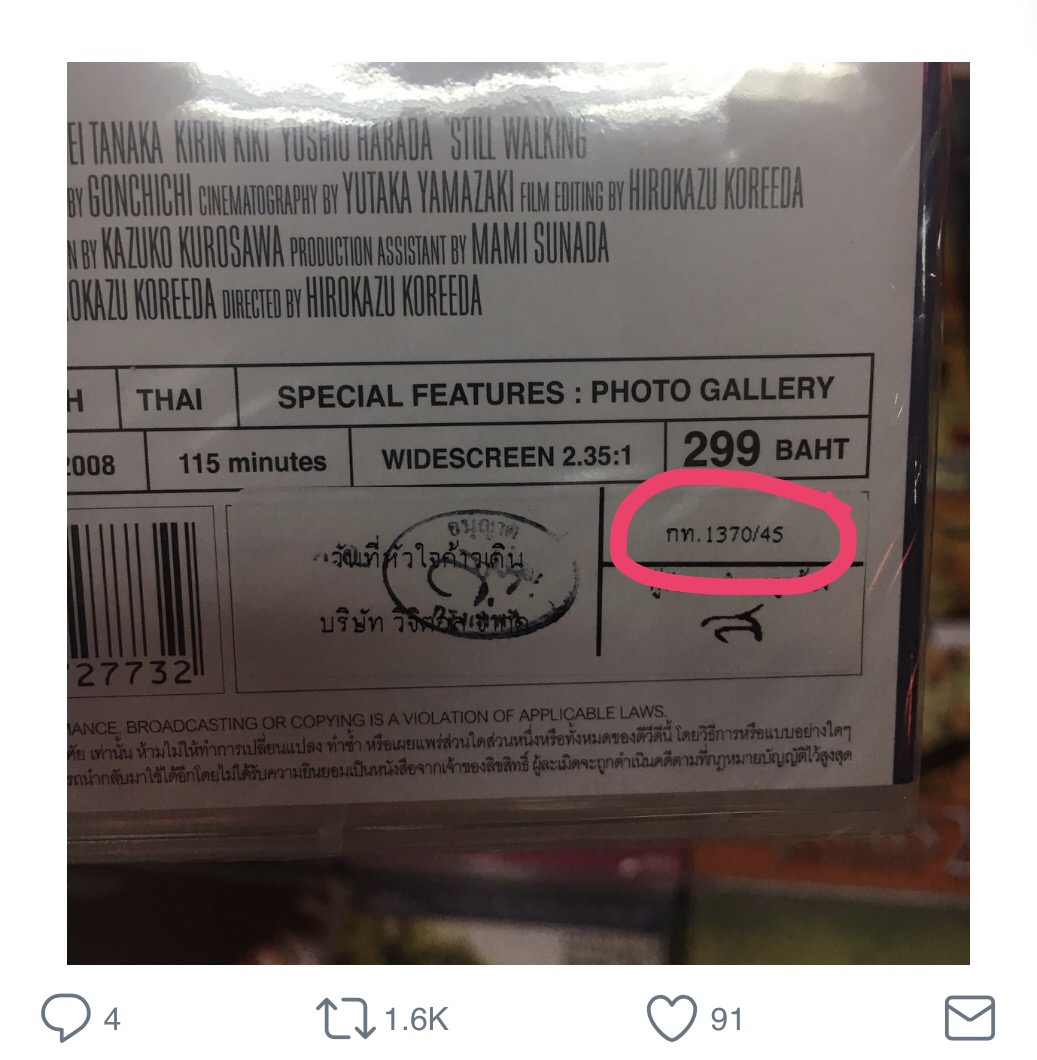 EI TANAKA KIRIN KIKI YOSHIO HARADA STILL WALKING
BY GONCHICHI CINEMATOGRAPHY BY YUTAKA YAMAZAKI FILM EDITING BY HIROKAZU KOREEDA
N BY KAZUKO KUROSAWA PRODUCTION ASSISTANT BY MAMI SUNADA
OKAZU KOREEDA DIRECTED BY HIROKAZU KOREEDA
H THAI SPECIAL FEATURES : PHOTO GALLERY
2008 115 minutes WIDESCREEN 2.35:1 299 BAHT
อนุญาต
กท. 1370/45
วันที่หัวใจก้าวเดิน
บริษัท
ส
27732
MANCE. BROADCASTING OR COPYING IS A VIOLATION OF APPLICABLE LAWS.
เท่านั้น ห้ามไม่ให้ทำการเปลี่ยนแปลง ทำซ้ำ หรือเผยแพร่ส่วนใดส่วนหนึ่งหรือทั้งหมดของดีวีดีนี้ โดยวิธีการหรือแบบอย่างใดๆ
รถนำกลับมาใช้ได้อีกโดยไม่ได้รับความยินยอมเป็นหนังสือจากเจ้าของลิขสิทธิ์ ผู้ละเมิดจะถูกดำเนินคดีตามที่กฎหมายบัญญัติไว้สูงสุด
4 1.6K 91